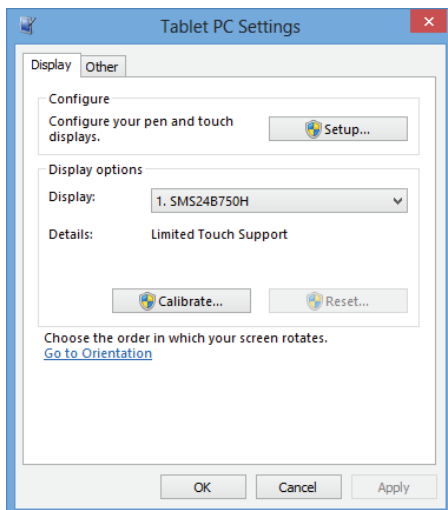 Tablet PC Settings
Display
Other
Configure
Configure your pen and touch
displays.
Setup...
Display options
Display:
1. SMS24B750H
Details:
Limited Touch Support
Calibrate...
Reset...
Choose the order in which your screen rotates.
Go to Orientation
OK
Cancel
Apply